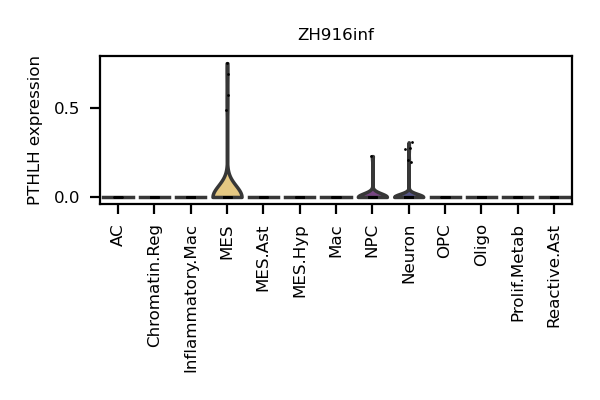 ZH916inf
PTHLH expression
0.5
0.0
AC
Chromatin.Reg
Inflammatory.Mac
MES
MES.Ast
MES.Hyp
Mac
NPC
Neuron
OPC
Oligo
Prolif.Metab
Reactive.Ast